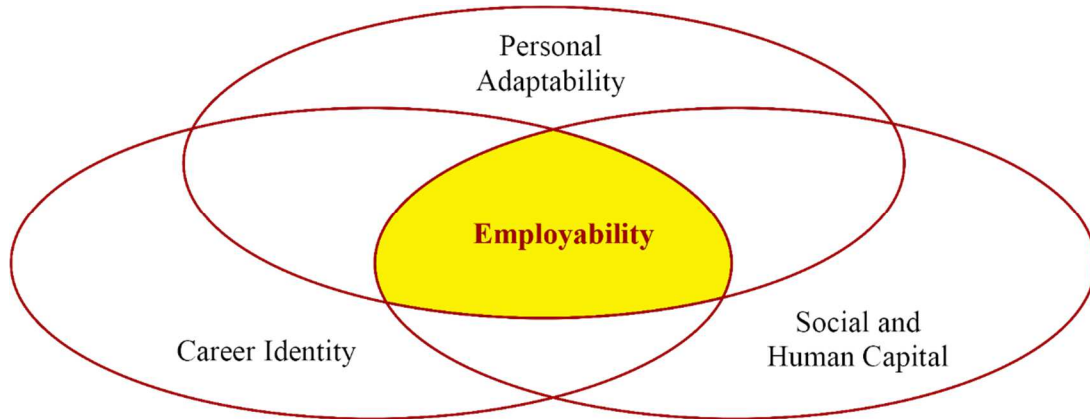 Personal
Adaptability
Employability
Career Identity
Social and
Human Capital